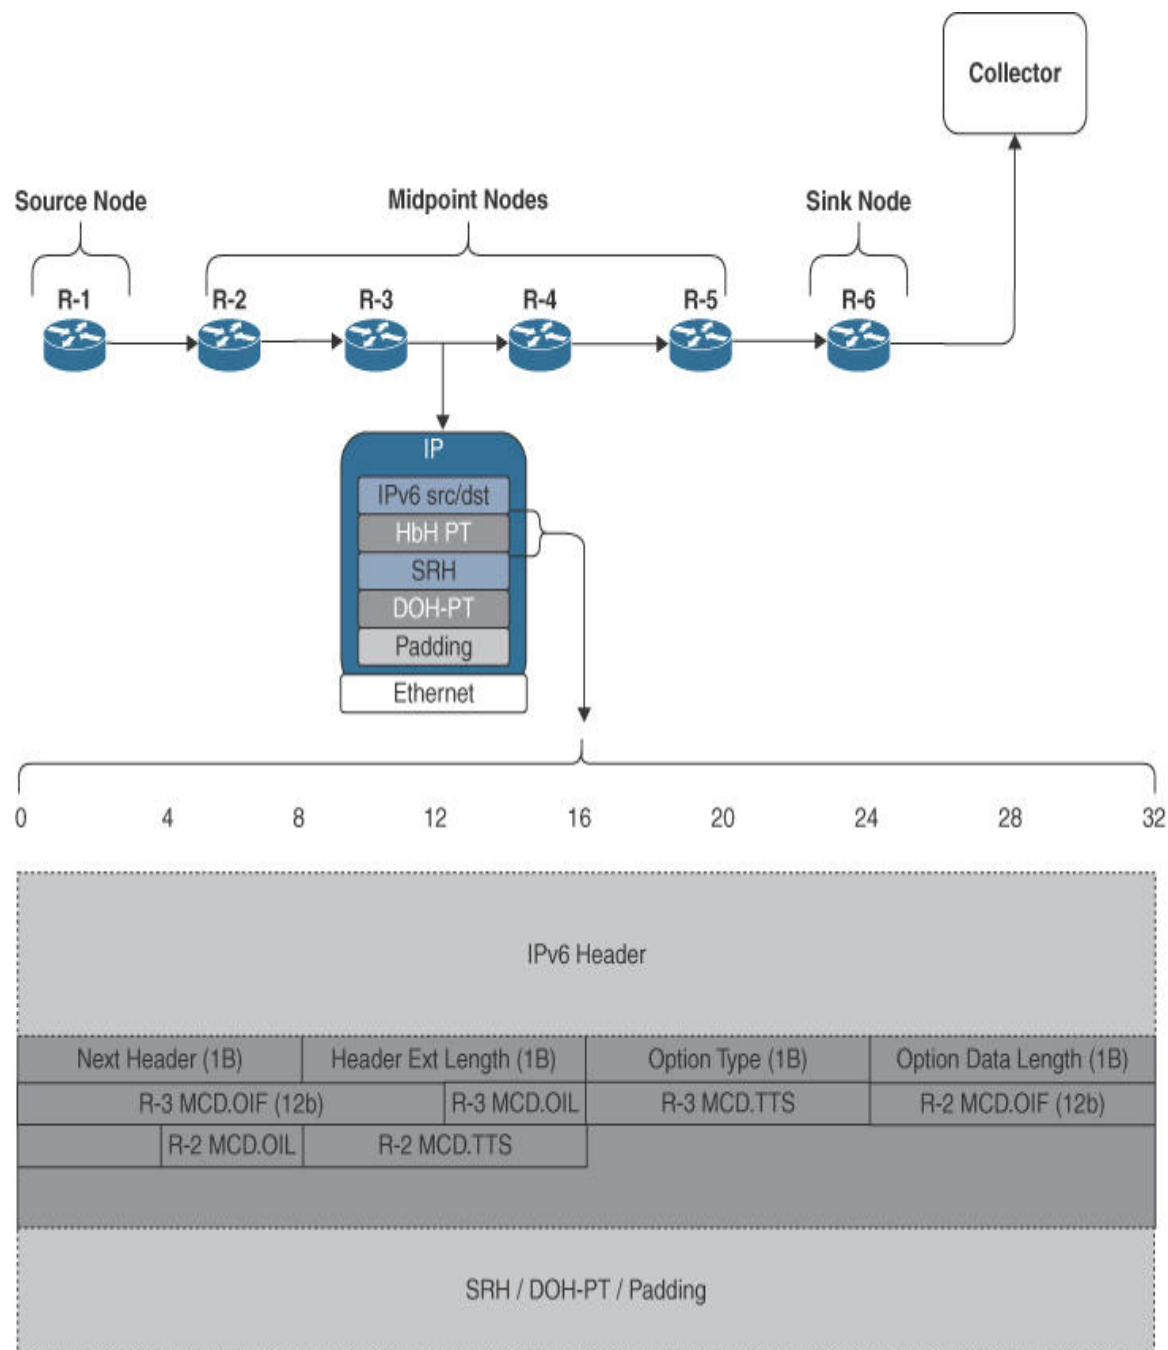 Collector
Source Node
Midpoint Nodes
Sink Node
R-1
R-2
R-3
R-4
R-5
R-6
IP
IPv6 src/dst
HbH PT
SRH
DOH-PT
Padding
Ethernet
0 4 8 12 16 20 24 28 32
IPv6 Header
Next Header (1B) Header Ext Length (1B) Option Type (1B) Option Data Length (1B)
R-3 MCD.OIF (12b) R-3 MCD.OIL R-3 MCD.TTS R-2 MCD.OIF (12b)
R-2 MCD.OIL R-2 MCD.TTS
SRH / DOH-PT / Padding